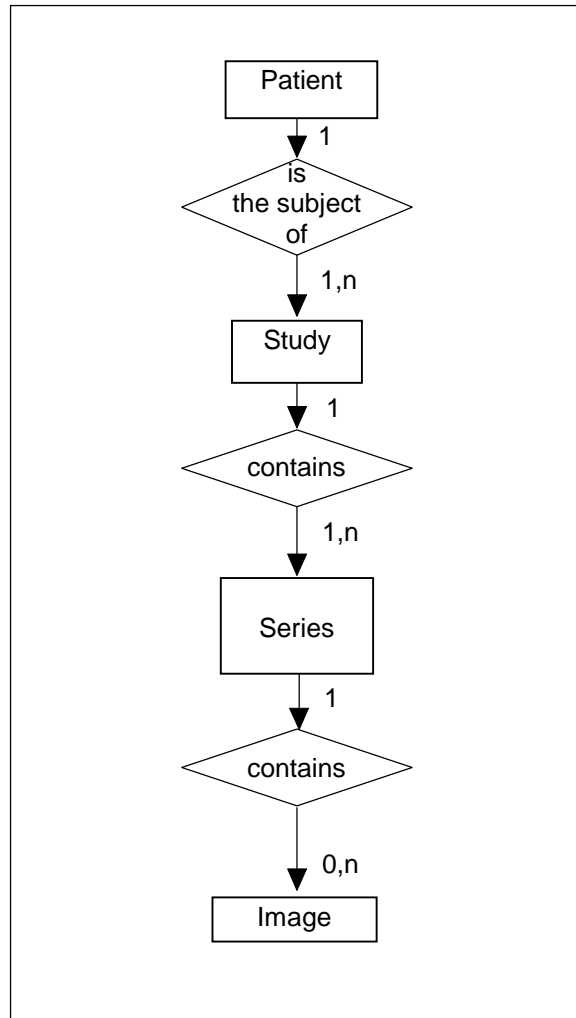 Patient
1
is
the subject
of
1,n
Study
1
contains
1,n
Series
1
contains
0,n
Image